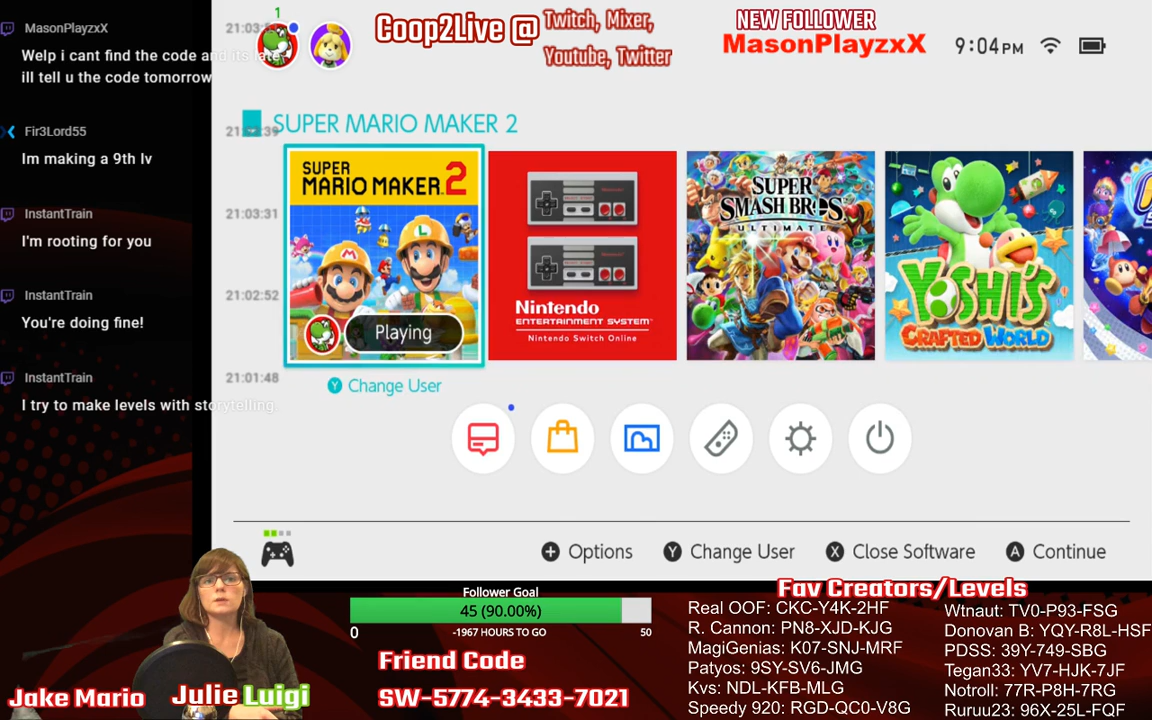 MasonPlayzxX
Welp i cant find the code and its late
ill tell u the code tomorrow
Fir3Lord55
Im making a 9th lv
InstantTrain
I'm rooting for you
InstantTrain
You're doing fine!
InstantTrain
I try to make levels with storytelling.
21:03:31
21:02:52
21:01:48
1
Coop2Live @
Twitch, Mixer,
Youtube, Twitter
NEW FOLLOWER
MasonPlayzxX
9:04PM
SUPER MARIO MAKER 2
SUPER
MARIO MAKER 2
Playing
Nintendo
ENTERTAINMENT SYSTEM™
Nintendo Switch Online
SUPER
SMASH BROS.
ULTIMATE
YOSHI'S
CRAFTED WORLD
Y Change User
+ Options
Y Change User
X Close Software
A Continue
Follower Goal
45 (90.00%)
0
-1967 HOURS TO GO
50
Friend Code
SW-5774-3433-7021
Jake Mario
Julie Luigi
Fav Creators/Levels
Real OOF: CKC-Y4K-2HF
R. Cannon: PN8-XJD-KJG
MagiGenias: K07-SNJ-MRF
Patyos: 9SY-SV6-JMG
Kvs: NDL-KFB-MLG
Speedy 920: RGD-QC0-V8G
Wtnaut: TV0-P93-FSG
Donovan B: YQY-R8L-HSF
PDSS: 39Y-749-SBG
Tegan33: YV7-HJK-7JF
Notroll: 77R-P8H-7RG
Ruruu23: 96X-25L-FQF